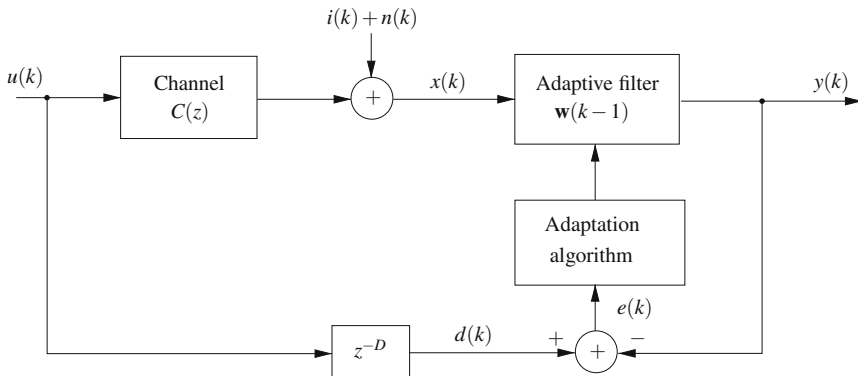 i(k) + n(k)
u(k)
Channel
C(z)
+
x(k)
Adaptive filter
w(k − 1)
y(k)
Adaptation
algorithm
e(k)
z^{−D}
d(k)
+
+
−